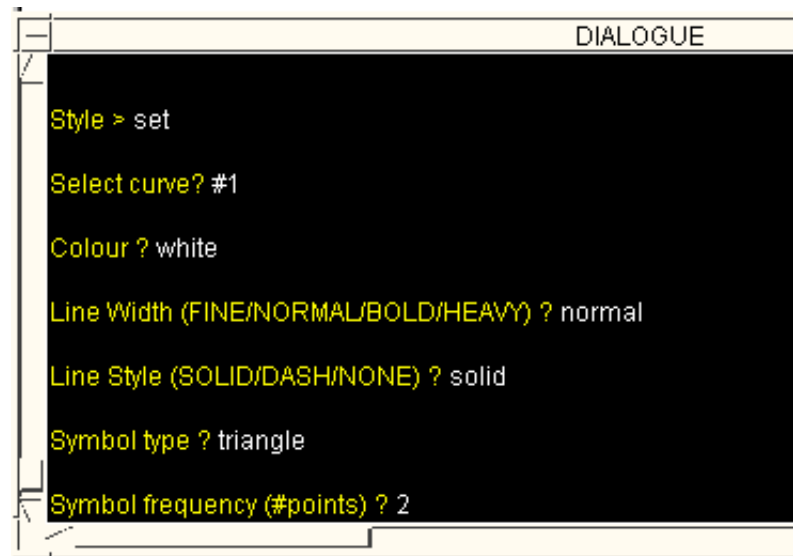 DIALOGUE
Style > set
Select curve? #1
Colour ? white
Line Width (FINE/NORMAL/BOLD/HEAVY) ? normal
Line Style (SOLID/DASH/NONE) ? solid
Symbol type ? triangle
Symbol frequency (#points) ? 2